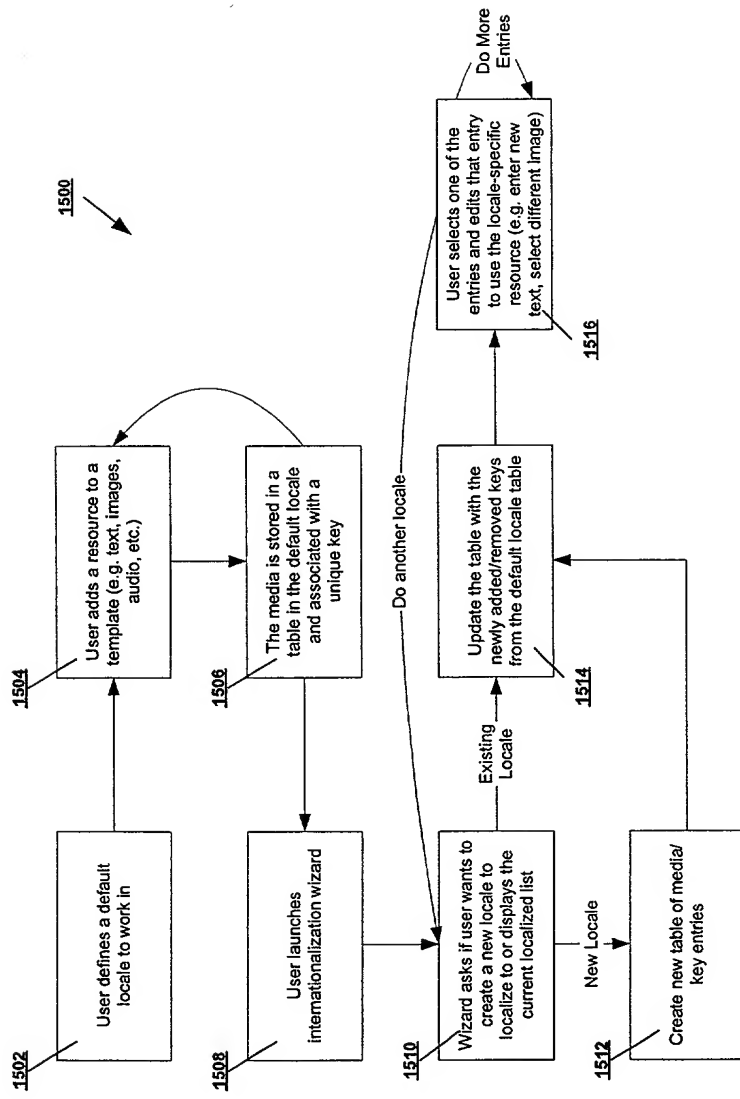 1500
1502
User defines a default
locale to work in
1504
User adds a resource to a
template (e.g. text, images,
audio, etc.)
1506
The media is stored in a
table in the default locale
and associated with a
unique key
1508
User launches
internationalization wizard
1510
Wizard asks if user wants to
create a new locale to
localize to or displays the
current localized list
New Locale
Existing
Locale
1512
Create new table of media/
key entries
1514
Update the table with the
newly added/removed keys
from the default locale table
1516
User selects one of the
entries and edits that entry
to use the locale-specific
resource (e.g. enter new
text, select different image)
Do More
Entries
Do another locale